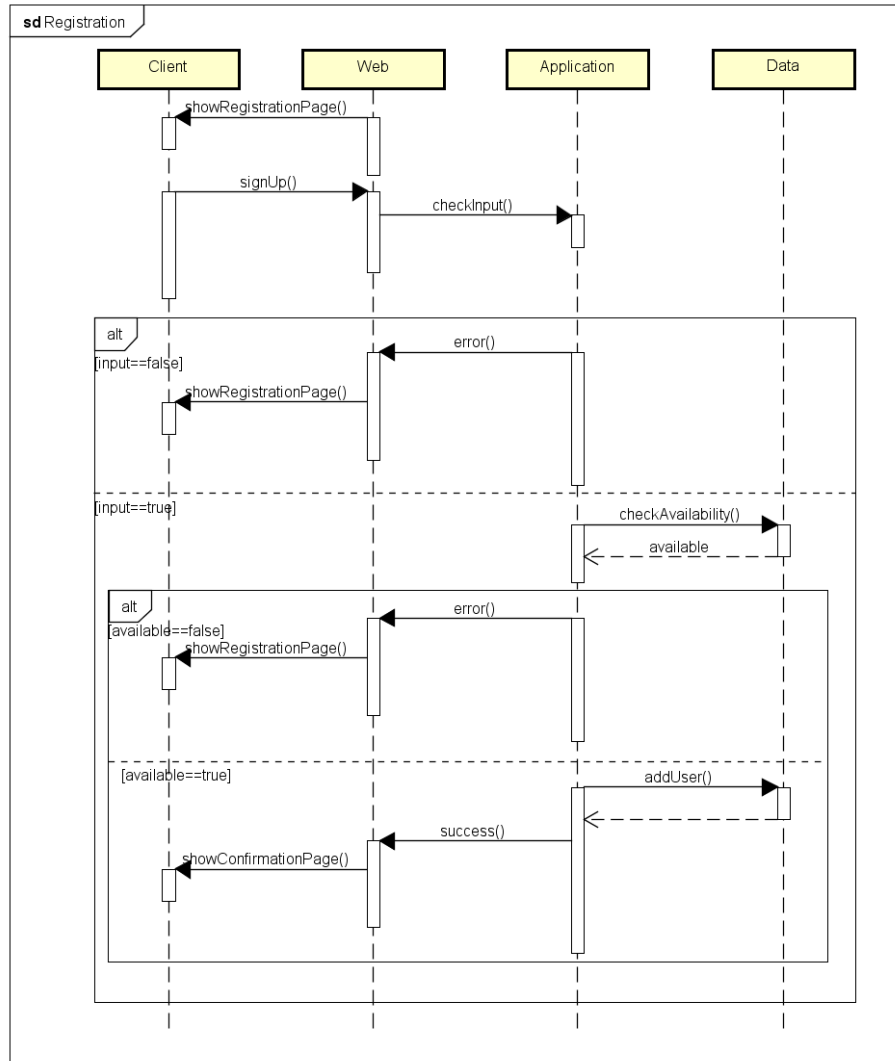 sd Registration
Client
Web
Application
Data
showRegistrationPage()
signUp()
checkInput()
alt
error()
[input==false]
showRegistrationPage()
[input==true]
checkAvailability()
available
alt
error()
[available==false]
showRegistrationPage()
[available==true]
addUser()
success()
showConfirmationPage()